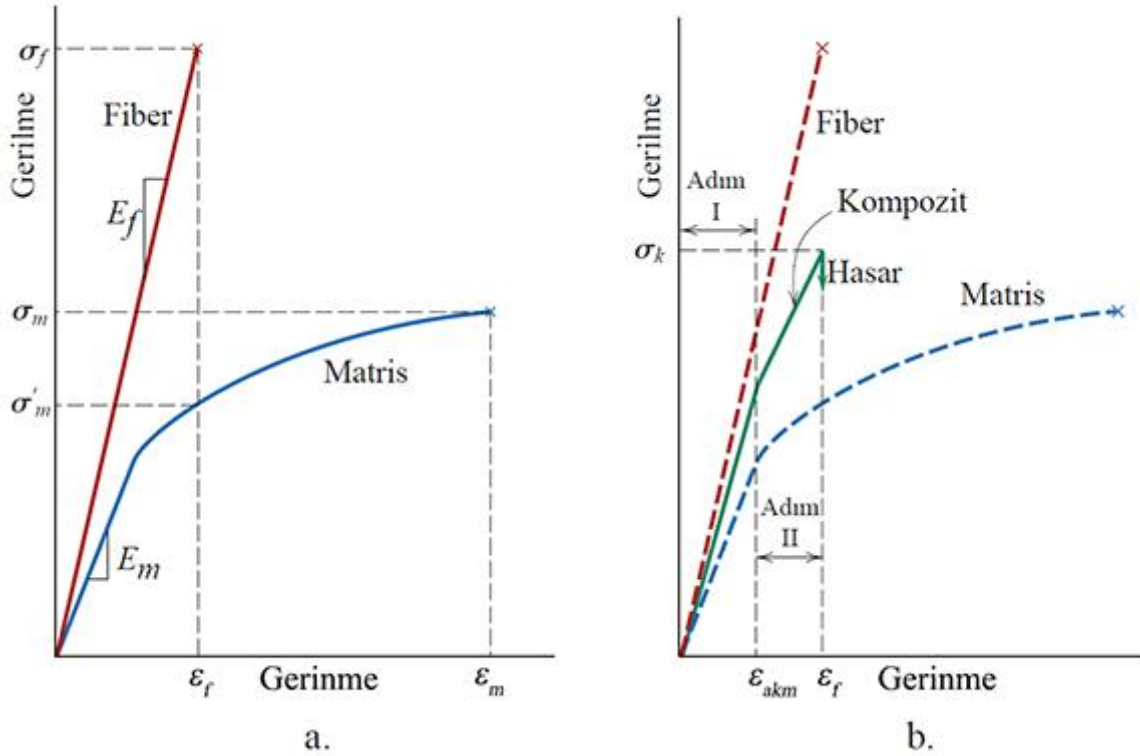 σf
Gerilme
Fiber
Ef
σm
Matris
σ'm
Em
εf
Gerinme
εm
a.
Gerilme
Fiber
Adım
I
Kompozit
σk
Hasar
Matris
Adım
II
εakm
εf
Gerinme
b.